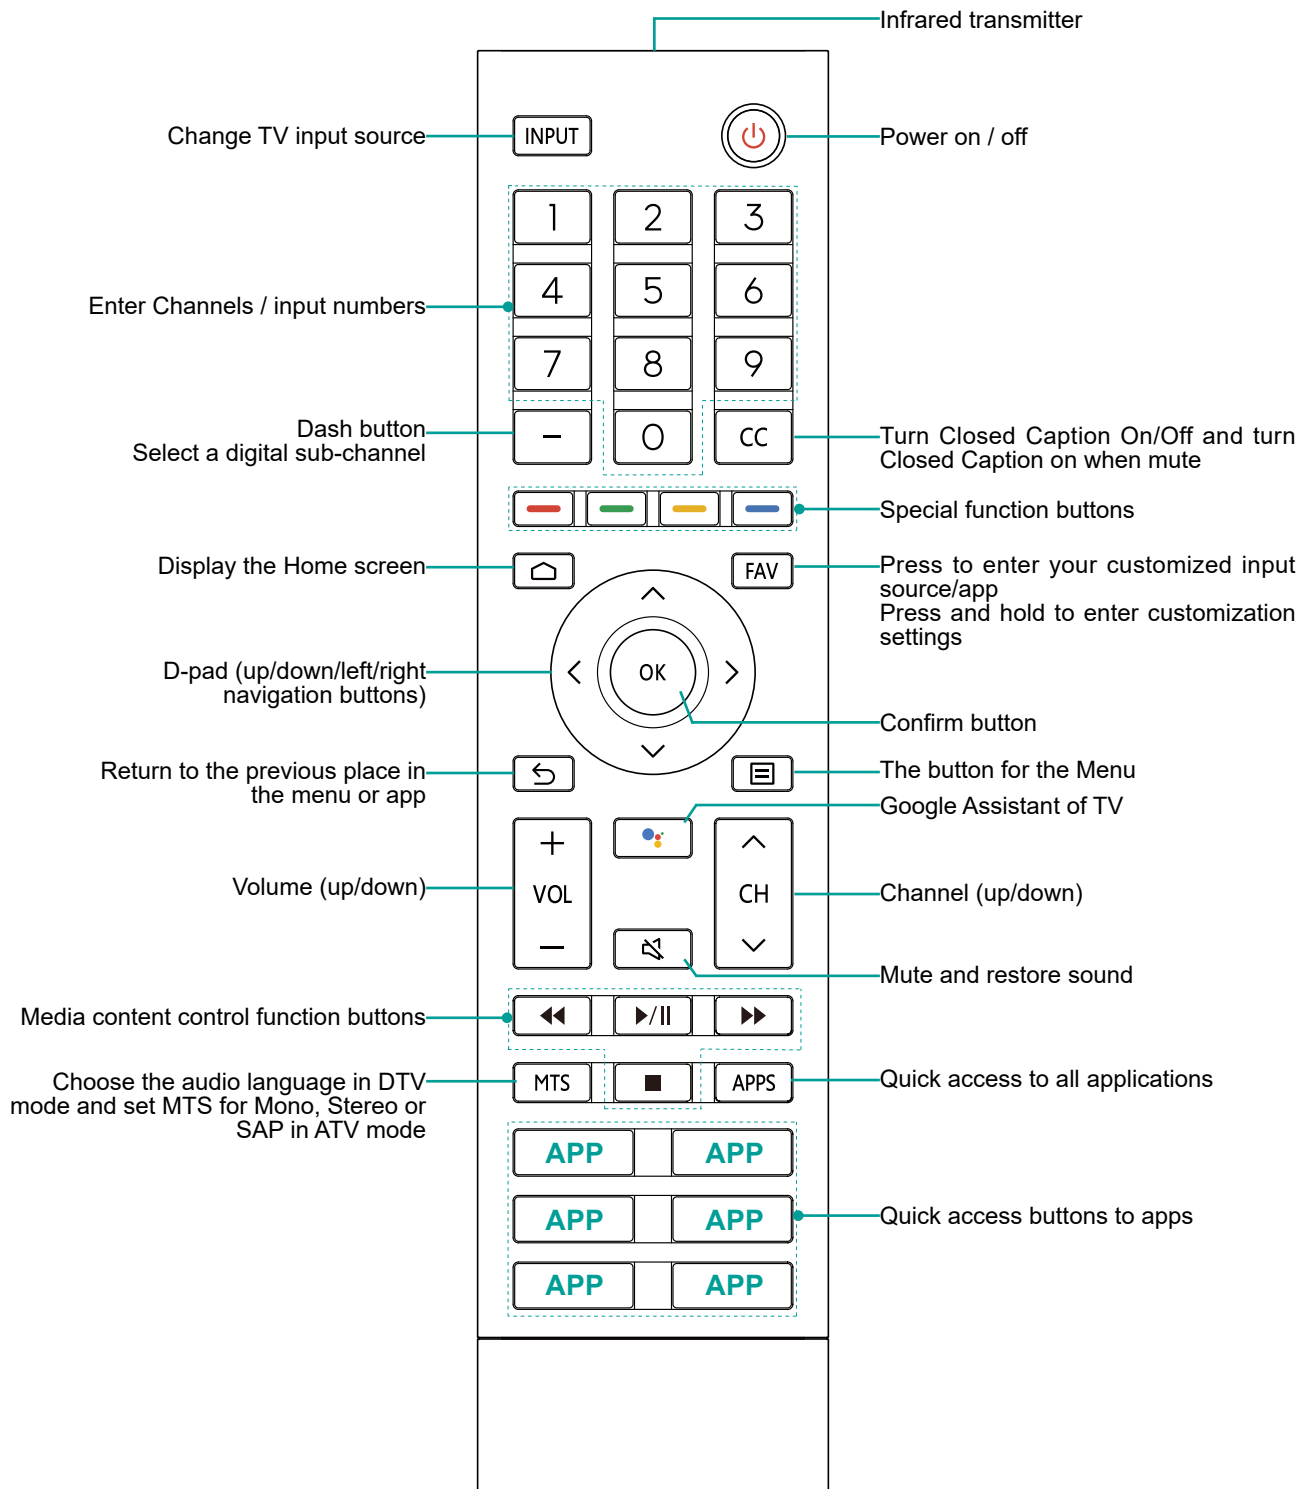 Infrared transmitter
Change TV input source
INPUT
Power on / off
1 2 3
4 5 6
Enter Channels / input numbers
7 8 9
Dash button
Select a digital sub-channel
– 0 CC
Turn Closed Caption On/Off and turn
Closed Caption on when mute
Special function buttons
Display the Home screen
FAV
Press to enter your customized input
source/app
Press and hold to enter customization
settings
D-pad (up/down/left/right
navigation buttons)
OK
Confirm button
Return to the previous place in
the menu or app
The button for the Menu
Google Assistant of TV
Volume (up/down)
+
VOL
–
CH
Channel (up/down)
Mute and restore sound
Media content control function buttons
Choose the audio language in DTV
mode and set MTS for Mono, Stereo or
SAP in ATV mode
MTS
APPS
Quick access to all applications
APP APP
APP APP
Quick access buttons to apps
APP APP